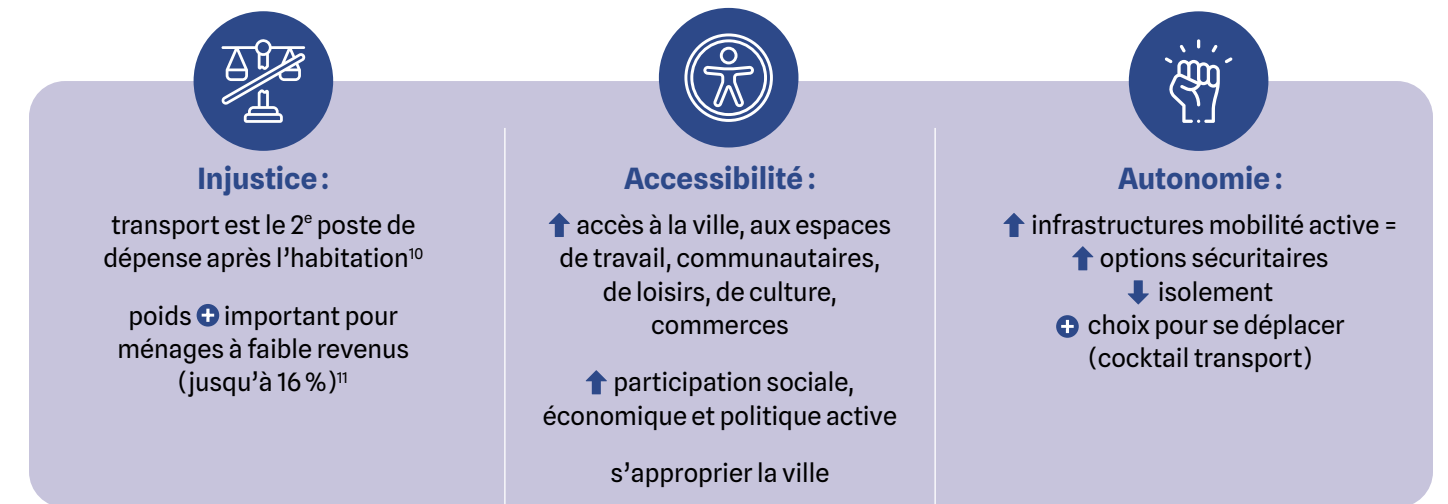 Injustice :
transport est le 2e poste de
dépense après l'habitation10
poids + important pour
ménages à faible revenus
(jusqu'à 16 %)11
Accessibilité :
⬆ accès à la ville, aux espaces
de travail, communautaires,
de loisirs, de culture,
commerces
⬆ participation sociale,
économique et politique active
s'approprier la ville
Autonomie :
⬆ infrastructures mobilité active =
⬆ options sécuritaires
⬇ isolement
+ choix pour se déplacer
(cocktail transport)